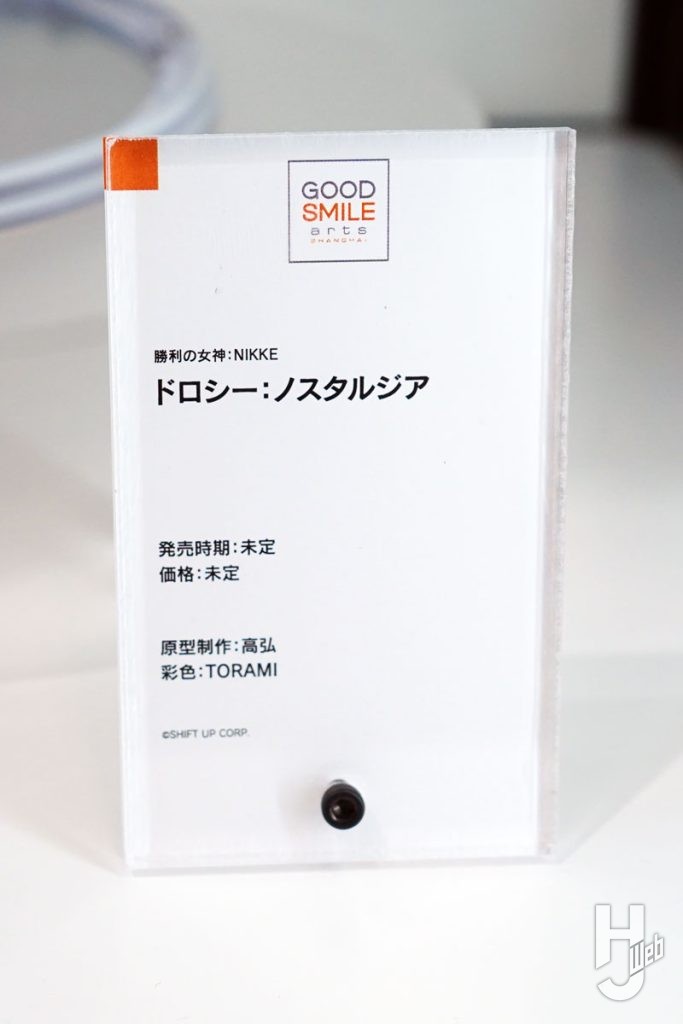 GOOD
SMILE
arts
SHANGHAI
勝利の女神：NIKKE
ドロシー：ノスタルジア
発売時期：未定
価格：未定
原型制作：高弘
彩色：TORAMI
©SHIFT UP CORP.
HJ Web